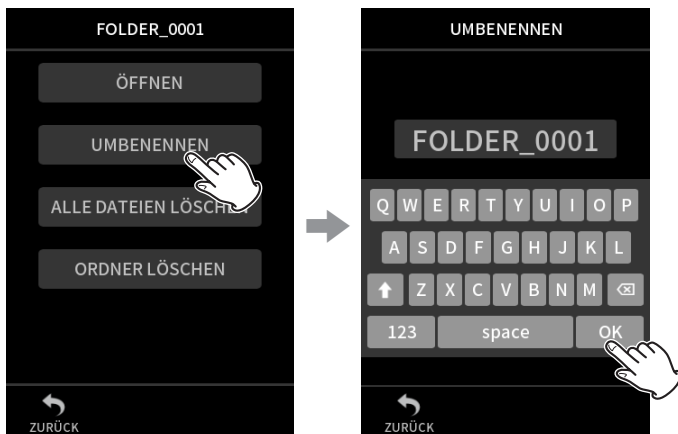 FOLDER_0001
ÖFFNEN
UMBENENNEN
ALLE DATEIEN LÖSCHEN
ORDNER LÖSCHEN
ZURÜCK
UMBENENNEN
FOLDER_0001
Q W E R T Y U I O P
A S D F G H J K L
Z X C V B N M
123 space OK
ZURÜCK